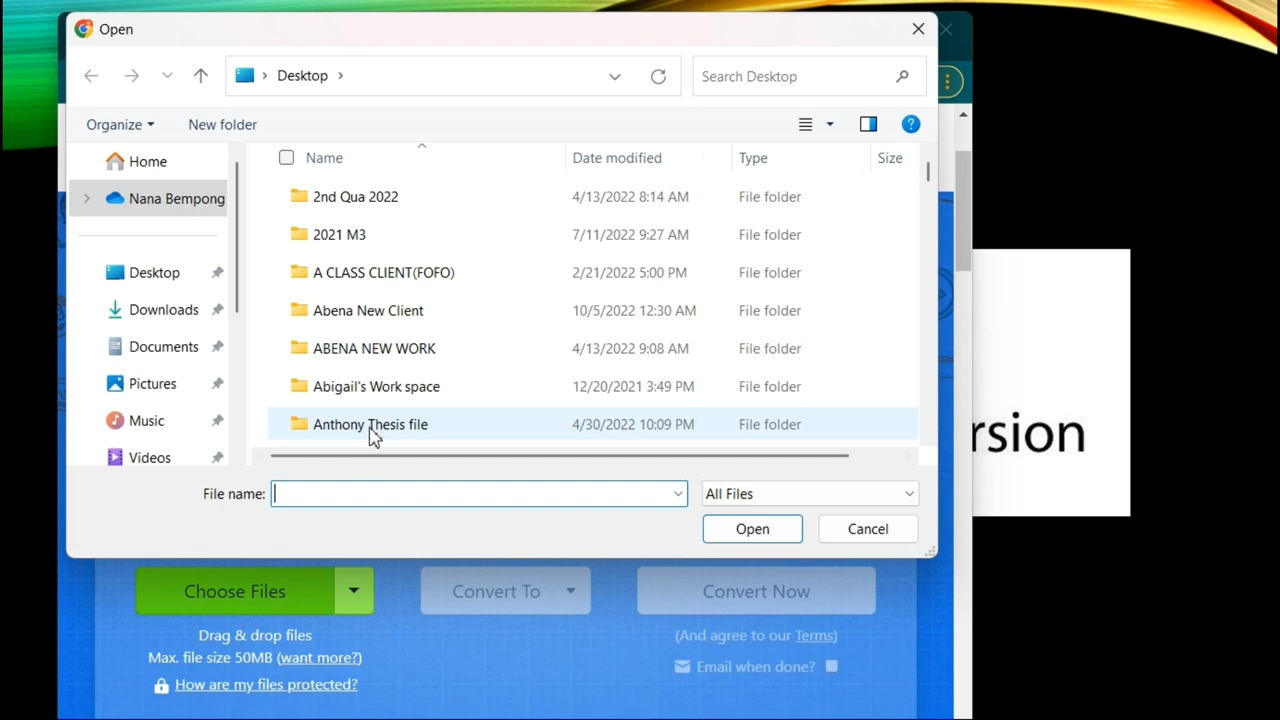 Open
Desktop
Search Desktop
Organize
New folder
Name
Date modified
Type
Size
Home
Nana Bempong
Desktop
Downloads
Documents
Pictures
Music
Videos
2nd Qua 2022 4/13/2022 8:14 AM File folder
2021 M3 7/11/2022 9:27 AM File folder
A CLASS CLIENT(FOFO) 2/21/2022 5:00 PM File folder
Abena New Client 10/5/2022 12:30 AM File folder
ABENA NEW WORK 4/13/2022 9:08 AM File folder
Abigail's Work space 12/20/2021 3:49 PM File folder
Anthony Thesis file 4/30/2022 10:09 PM File folder
File name:
All Files
Open
Cancel
rsion
Choose Files
Convert To
Convert Now
Drag & drop files
Max. file size 50MB (want more?)
How are my files protected?
(And agree to our Terms)
Email when done?